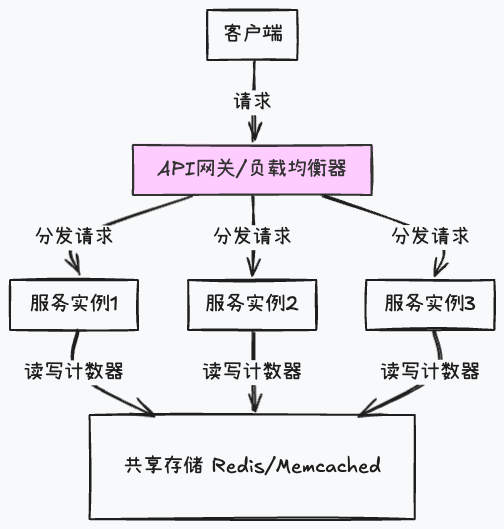 客户端
请求
API网关/负载均衡器
分发请求 分发请求 分发请求
服务实例1 服务实例2 服务实例3
读写计数器 读写计数器 读写计数器
共享存储 Redis/Memcached